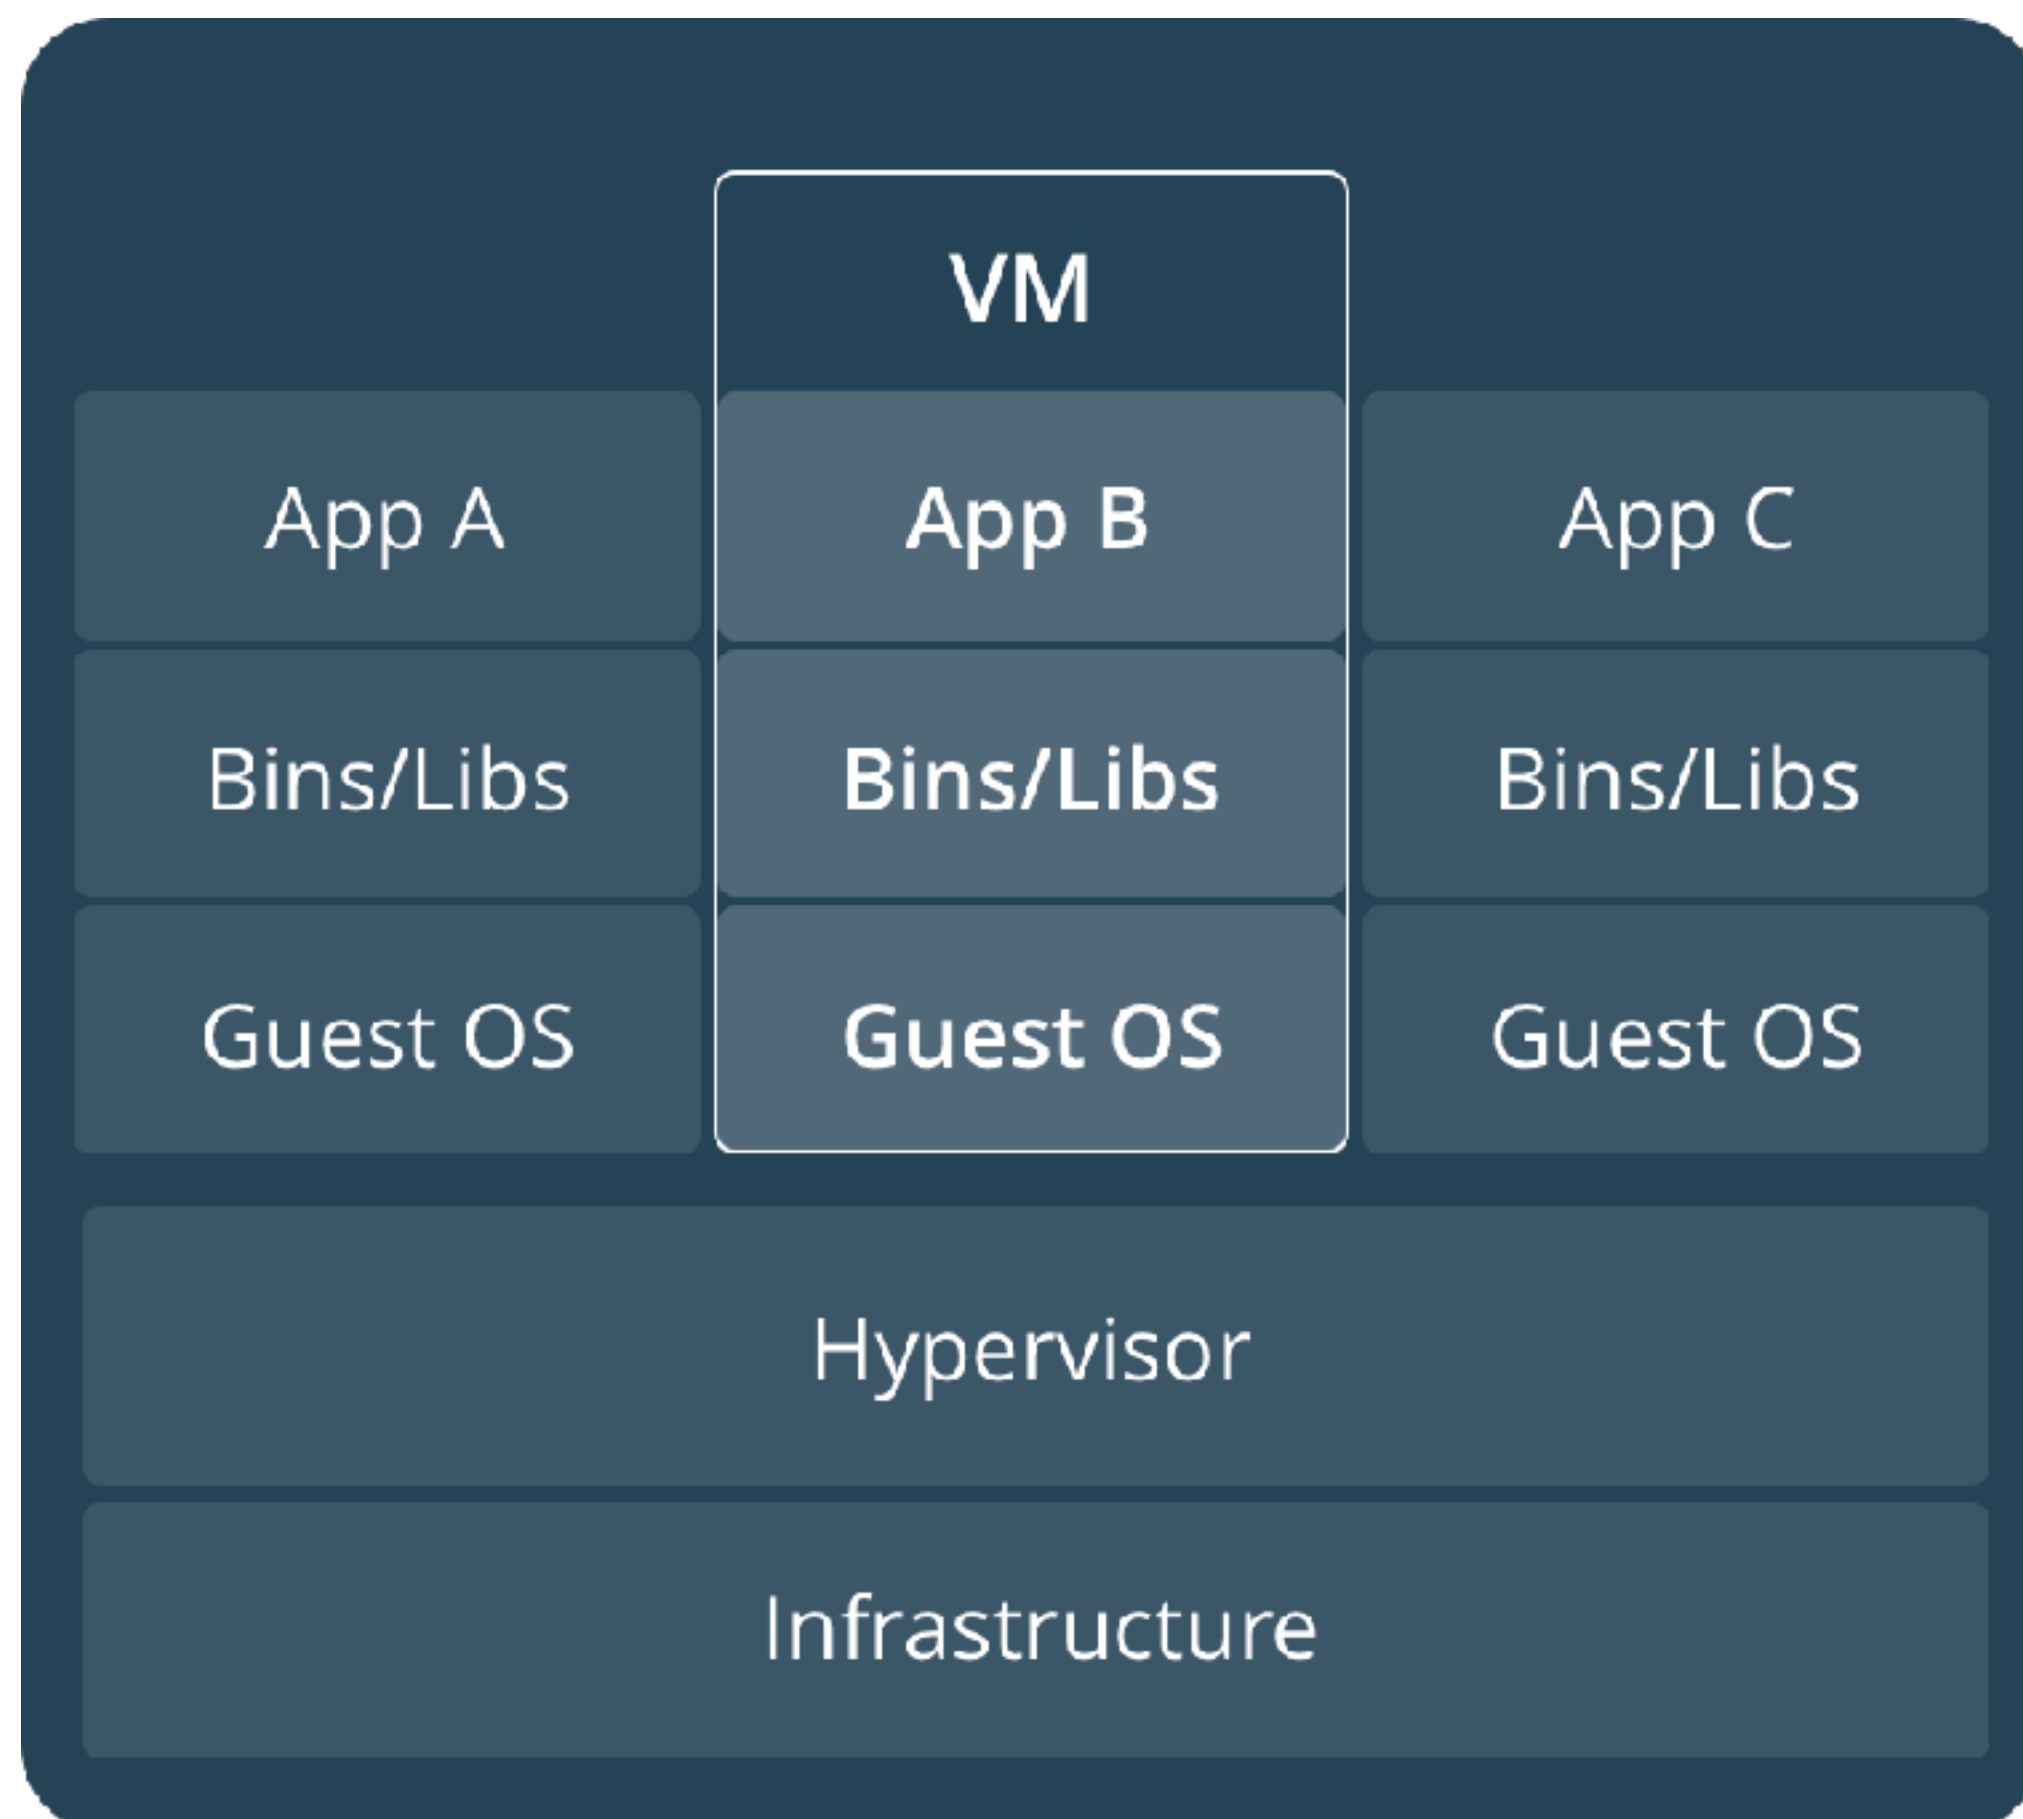 VM
App A App B App C
Bins/Libs Bins/Libs Bins/Libs
Guest OS Guest OS Guest OS
Hypervisor
Infrastructure